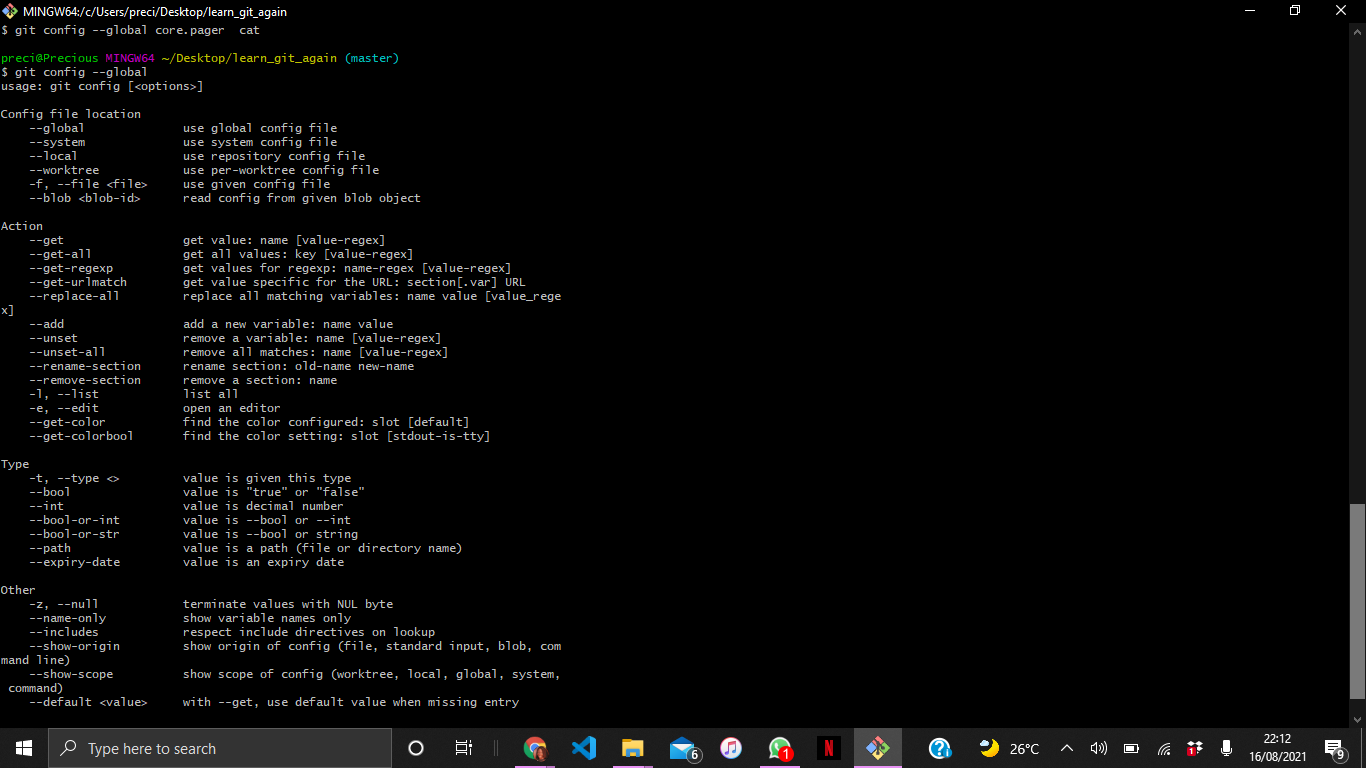 MINGW64:/c/Users/preci/Desktop/learn_git_again
$ git config --global core.pager  cat
preci@Precious MINGW64 ~/Desktop/learn_git_again (master)
$ git config --global
usage: git config [<options>]
Config file location
    --global              use global config file
    --system              use system config file
    --local               use repository config file
    --worktree            use per-worktree config file
    -f, --file <file>     use given config file
    --blob <blob-id>      read config from given blob object
Action
    --get                 get value: name [value-regex]
    --get-all             get all values: key [value-regex]
    --get-regexp          get values for regexp: name-regex [value-regex]
    --get-urlmatch        get value specific for the URL: section[.var] URL
    --replace-all         replace all matching variables: name value [value_rege
x]
    --add                 add a new variable: name value
    --unset               remove a variable: name [value-regex]
    --unset-all           remove all matches: name [value-regex]
    --rename-section      rename section: old-name new-name
    --remove-section      remove a section: name
    -l, --list            list all
    -e, --edit            open an editor
    --get-color           find the color configured: slot [default]
    --get-colorbool       find the color setting: slot [stdout-is-tty]
Type
    -t, --type <>         value is given this type
    --bool                value is "true" or "false"
    --int                 value is decimal number
    --bool-or-int         value is --bool or --int
    --bool-or-str         value is --bool or string
    --path                value is a path (file or directory name)
    --expiry-date         value is an expiry date
Other
    -z, --null            terminate values with NUL byte
    --name-only           show variable names only
    --includes            respect include directives on lookup
    --show-origin         show origin of config (file, standard input, blob, com
mand line)
    --show-scope          show scope of config (worktree, local, global, system,
 command)
    --default <value>     with --get, use default value when missing entry
Type here to search
6
1
N
?
26°C
1
22:12
16/08/2021
9